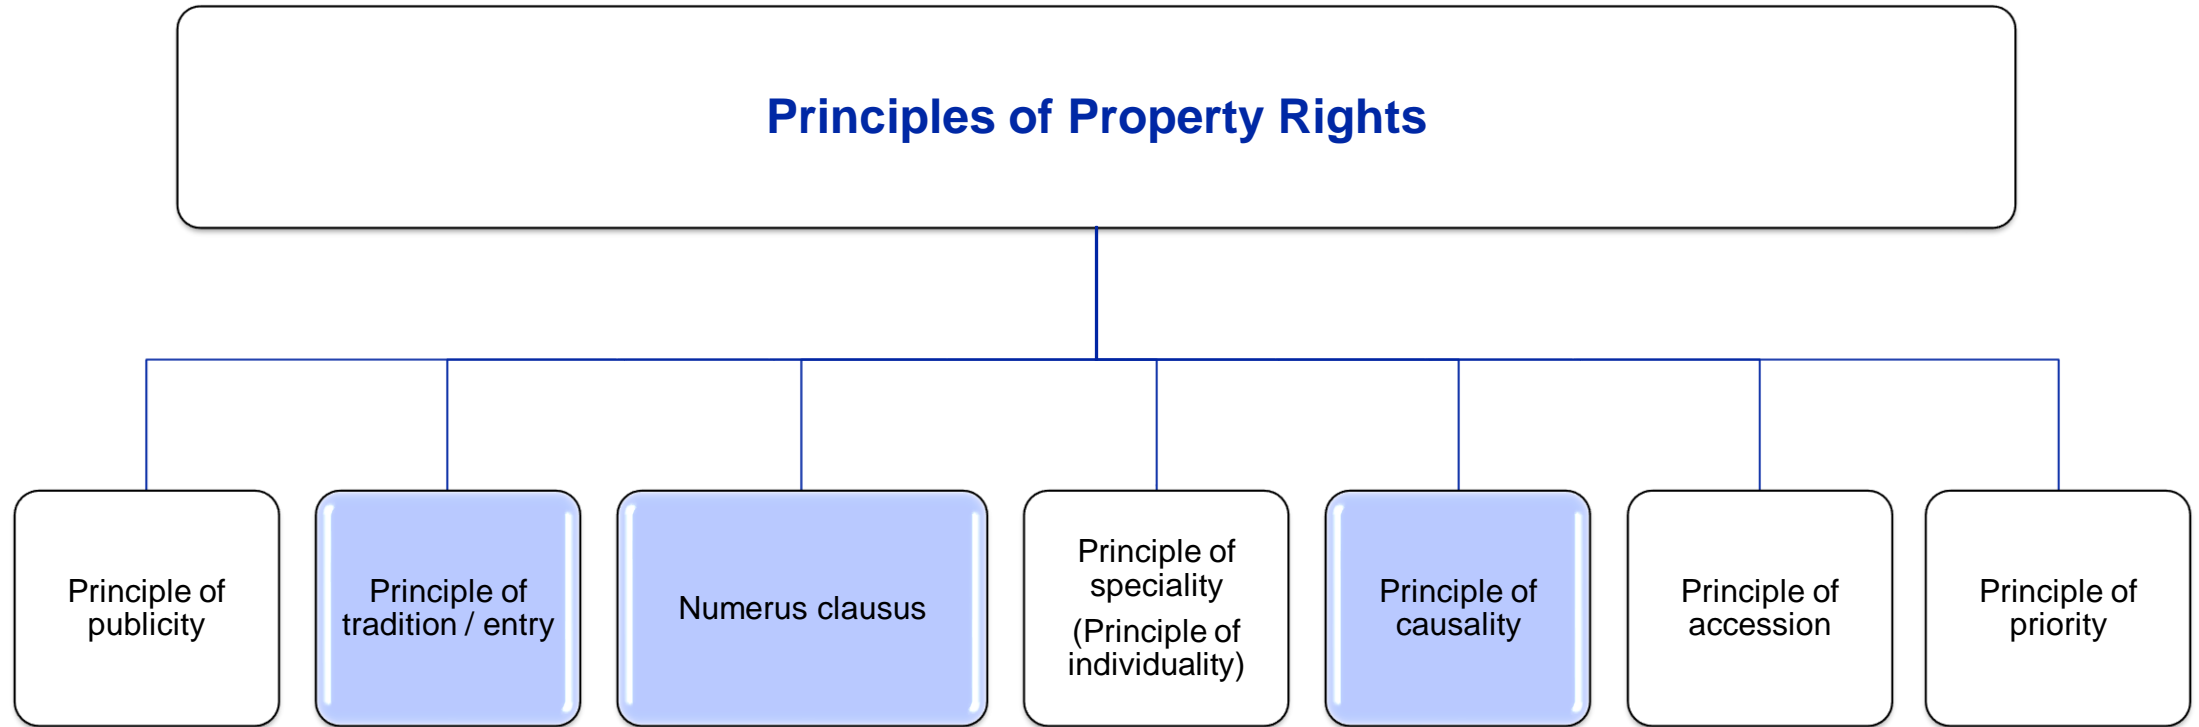 Principles of Property Rights
Principle of
publicity
Principle of
tradition / entry
Numerus clausus
Principle of
speciality
(Principle of
individuality)
Principle of
causality
Principle of
accession
Principle of
priority